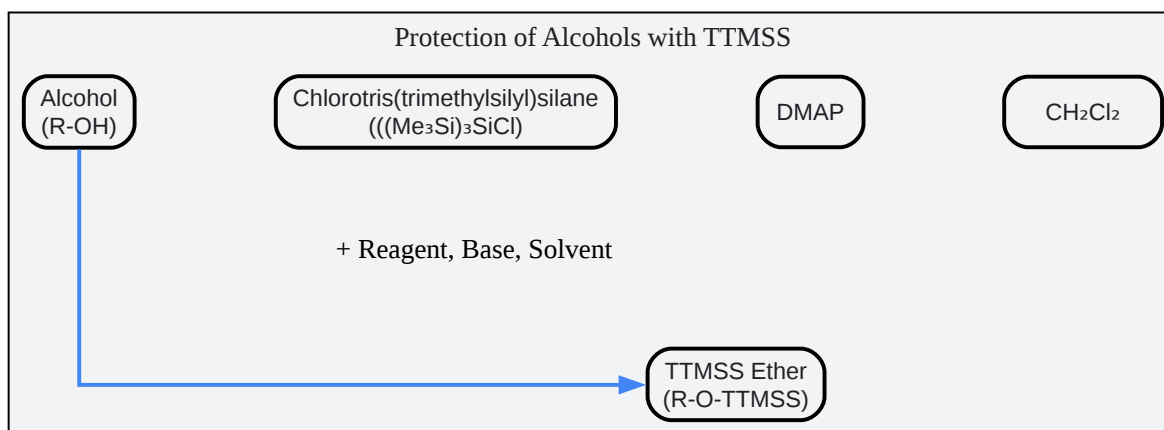 Protection of Alcohols with TTMSS
Alcohol
(R-OH)
Chlorotris(trimethylsilyl)silane
(((Me₃Si)₃SiCl)
DMAP
CH₂Cl₂
+ Reagent, Base, Solvent
TTMSS Ether
(R-O-TTMSS)